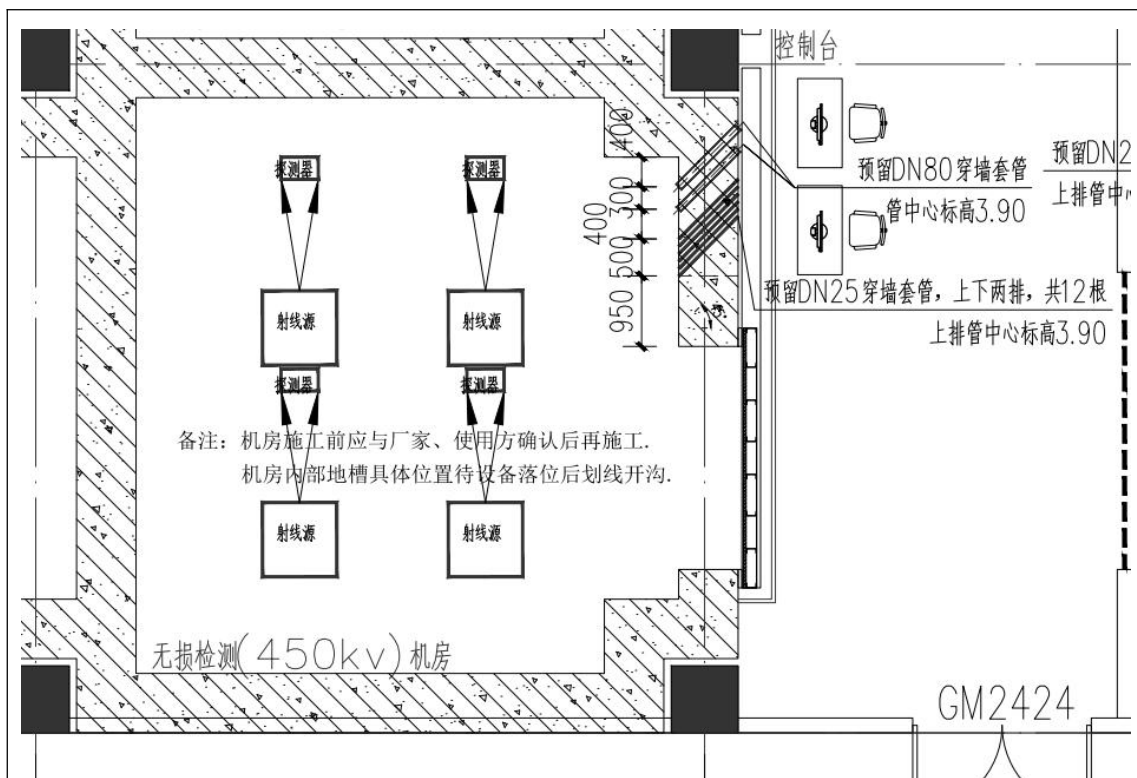 控制台
探测器
探测器
预留DN80穿墙套管
管中心标高3.90
预留DN2
上排管中心
400
300
400
500
950
射线源
射线源
预留DN25穿墙套管，上下两排，共12根
上排管中心标高3.90
探测器
探测器
备注：机房施工前应与厂家、使用方确认后再施工.
机房内部地槽具体位置待设备落位后划线开沟.
射线源
射线源
无损检测(450kv)机房
GM2424